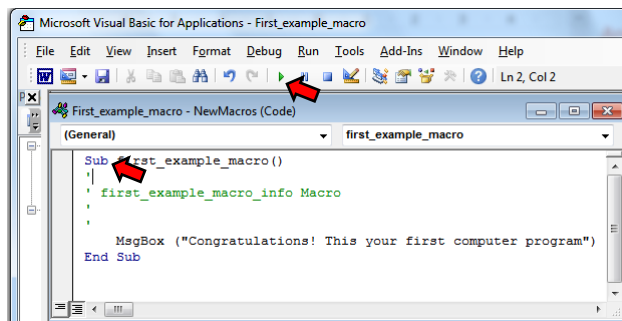 Microsoft Visual Basic for Applications - First_example_macro
File Edit View Insert Format Debug Run Tools Add-Ins Window Help
Ln 2, Col 2
P
First_example_macro - NewMacros (Code)
(General) first_example_macro
Sub first_example_macro()
'
' first_example_macro_info Macro
'
'
MsgBox ("Congratulations! This your first computer program")
End Sub